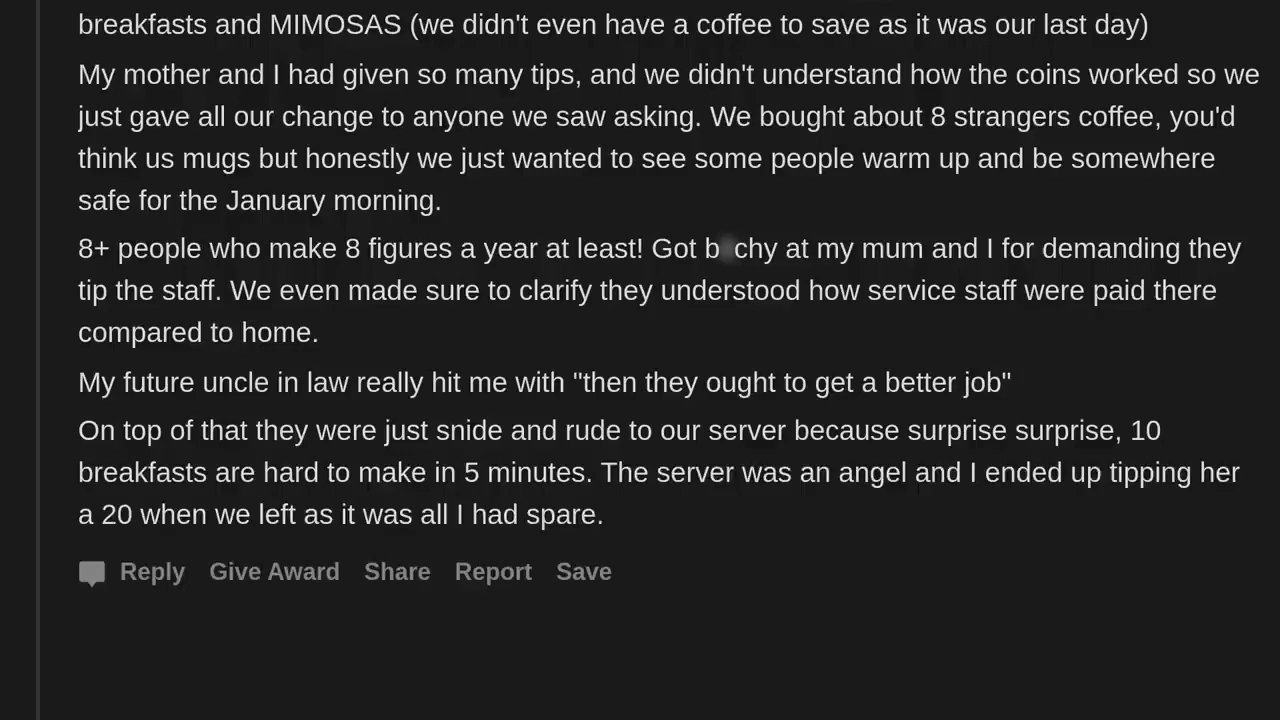 breakfasts and MIMOSAS (we didn't even have a coffee to save as it was our last day)
My mother and I had given so many tips, and we didn't understand how the coins worked so we
just gave all our change to anyone we saw asking. We bought about 8 strangers coffee, you'd
think us mugs but honestly we just wanted to see some people warm up and be somewhere
safe for the January morning.
8+ people who make 8 figures a year at least! Got b chy at my mum and I for demanding they
tip the staff. We even made sure to clarify they understood how service staff were paid there
compared to home.
My future uncle in law really hit me with "then they ought to get a better job"
On top of that they were just snide and rude to our server because surprise surprise, 10
breakfasts are hard to make in 5 minutes. The server was an angel and I ended up tipping her
a 20 when we left as it was all I had spare.
Reply Give Award Share Report Save